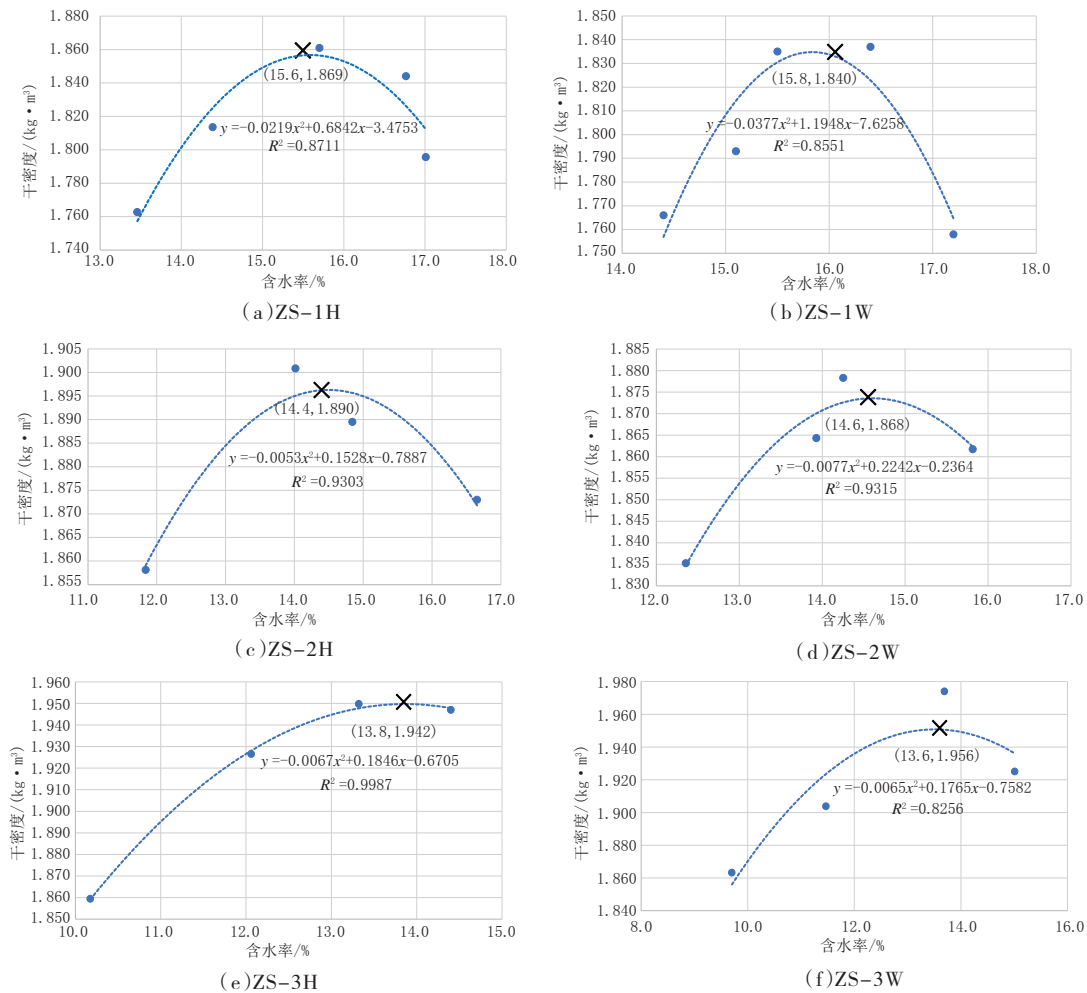 1.880
1.860
1.840
1.820
1.800
1.780
1.760
1.740
干密度/(kg·m³)
(15.6,1.869)
y=-0.0219x²+0.6842x-3.4753
R²=0.8711
13.0 14.0 15.0 16.0 17.0 18.0
含水率/%
(a)ZS-1H
1.850
1.840
1.830
1.820
1.810
1.800
1.790
1.780
1.770
1.760
1.750
干密度/(kg·m³)
(15.8,1.840)
y=-0.0377x²+1.1948x-7.6258
R²=0.8551
14.0 15.0 16.0 17.0 18.0
含水率/%
(b)ZS-1W
1.905
1.900
1.895
1.890
1.885
1.880
1.875
1.870
1.865
1.860
1.855
干密度/(kg·m³)
(14.4,1.890)
y=-0.0053x²+0.1528x-0.7887
R²=0.9303
11.0 12.0 13.0 14.0 15.0 16.0 17.0
含水率/%
(c)ZS-2H
1.885
1.880
1.875
1.870
1.865
1.860
1.855
1.850
1.845
1.840
1.835
1.830
干密度/(kg·m³)
(14.6,1.868)
y=-0.0077x²+0.2242x-0.2364
R²=0.9315
12.0 13.0 14.0 15.0 16.0 17.0
含水率/%
(d)ZS-2W
1.960
1.950
1.940
1.930
1.920
1.910
1.900
1.890
1.880
1.870
1.860
1.850
干密度/(kg·m³)
(13.8,1.942)
y=-0.0067x²+0.1846x-0.6705
R²=0.9987
10.0 11.0 12.0 13.0 14.0 15.0
含水率/%
(e)ZS-3H
1.980
1.960
1.940
1.920
1.900
1.880
1.860
1.840
干密度/(kg·m³)
(13.6,1.956)
y=-0.0065x²+0.1765x-0.7582
R²=0.8256
8.0 10.0 12.0 14.0 16.0
含水率/%
(f)ZS-3W